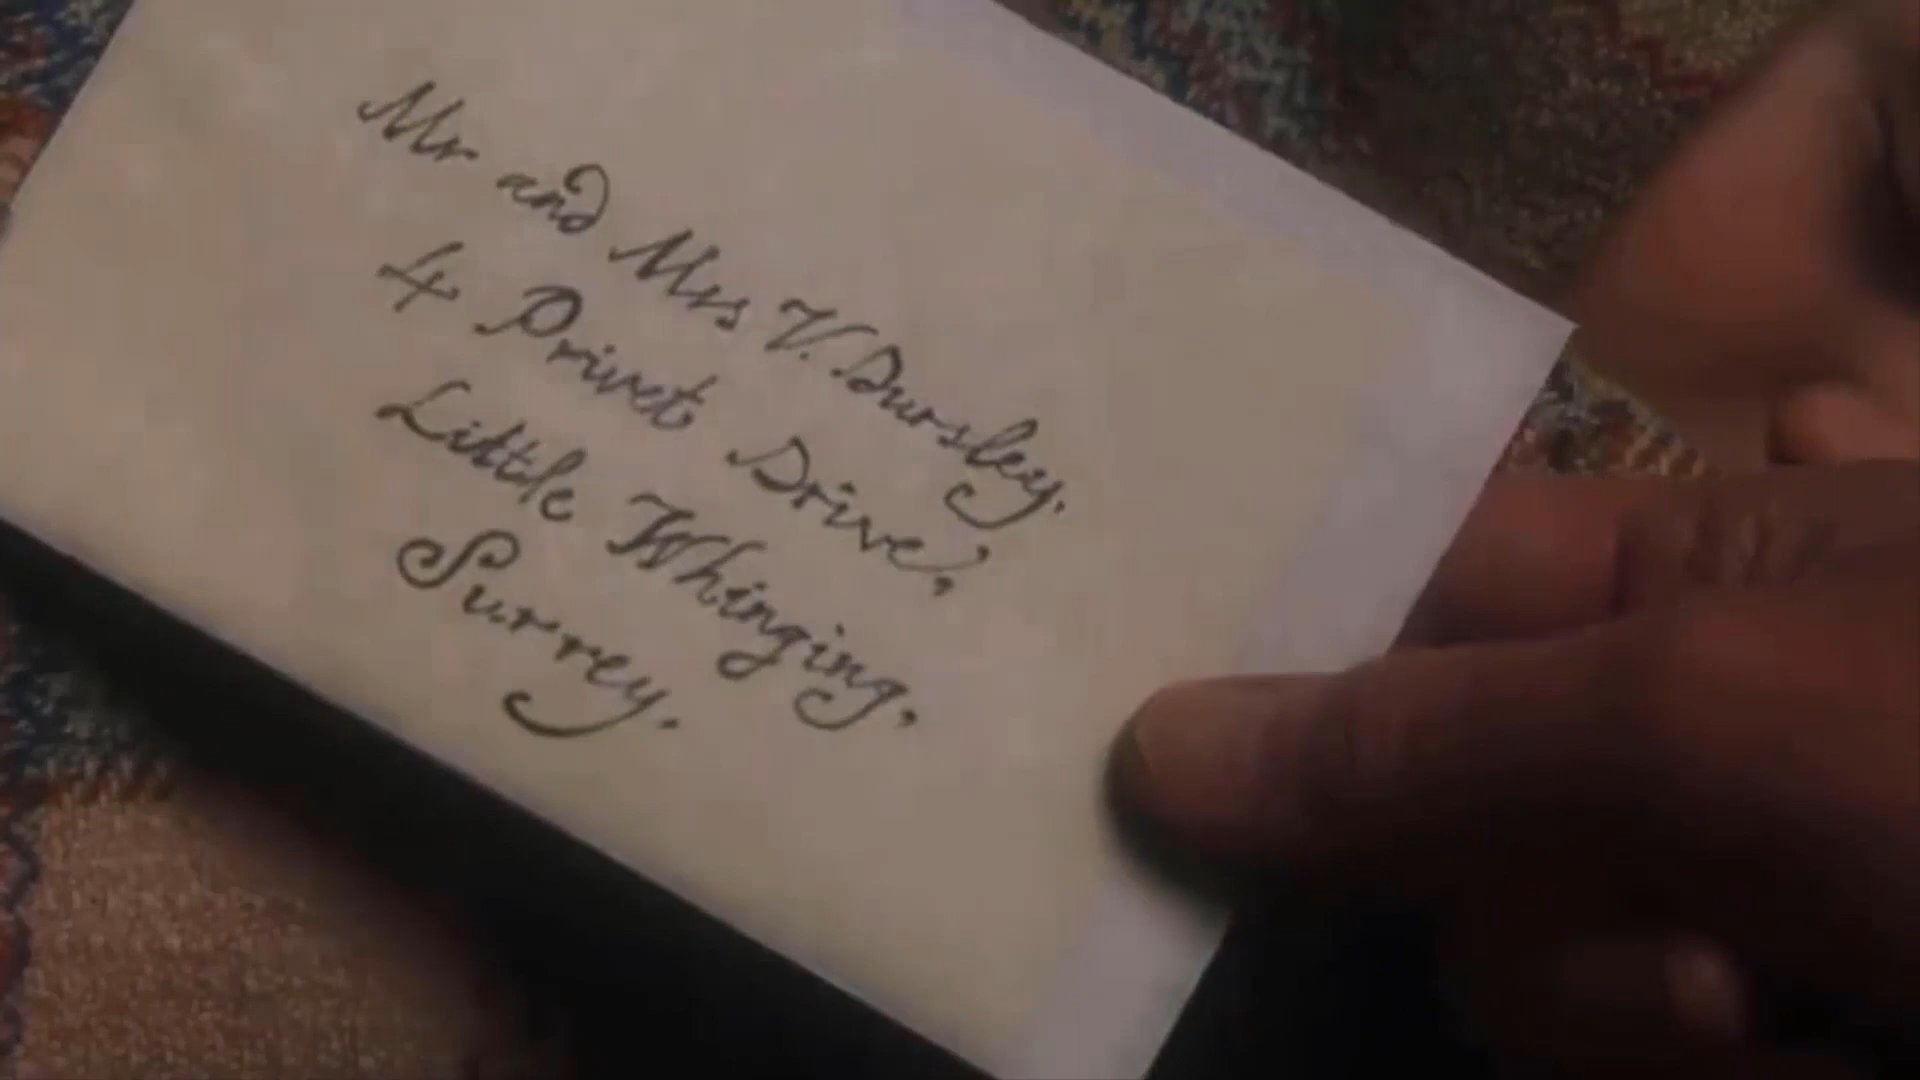 Mr and Mrs V. Dursley.
4 Privet Drive,
Little Whinging,
Surrey.